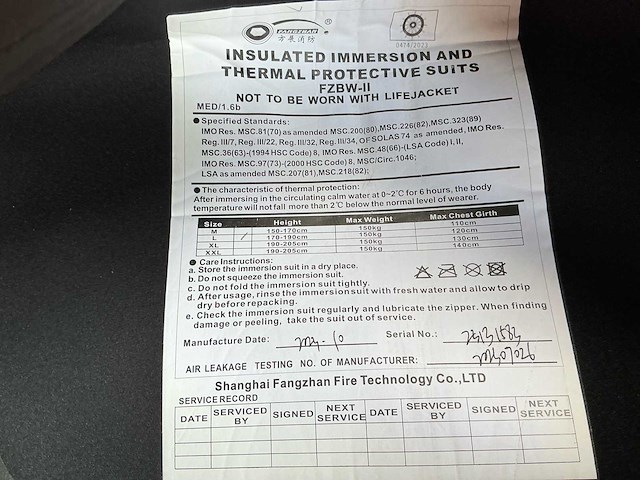 FANGZHAN ®
方展消防
0474/2023
INSULATED IMMERSION AND
THERMAL PROTECTIVE SUITS
FZBW-II
NOT TO BE WORN WITH LIFEJACKET
MED/1.6b
● Specified Standards:
IMO Res. MSC.81(70) as amended MSC.200(80),MSC.226(82),MSC.323(89)
Reg. III/7, Reg. III/22, Reg. III/32, Reg. III/34, OF SOLAS 74 as amended, IMO Res.
MSC.36(63)-(1994 HSC Code) 8, IMO Res. MSC.48(66)-(LSA Code) I, II,
IMO Res. MSC.97(73)-(2000 HSC Code) 8, MSC/Circ.1046;
LSA as amended MSC.207(81),MSC.218(82);
● The characteristic of thermal protection:
After immersing in the circulating calm water at 0~2℃ for 6 hours, the body
temperature will not fall more than 2℃ below the normal level of wearer.
Size Height Max Weight Max Chest Girth
M 150-170cm 150kg 110cm
L 170-190cm 150kg 120cm
XL 190-205cm 150kg 130cm
XXL 190-205cm 150kg 140cm
● Care Instructions:
a. Store the immersion suit in a dry place.
b. Do not squeeze the immersion suit.
c. Do not fold the immersion suit tightly.
d. After usage, rinse the immersion suit with fresh water and allow to drip
dry before repacking.
e. Check the immersion suit regularly and lubricate the zipper. When finding
damage or peeling, take the suit out of service.
Manufacture Date: Serial No.:
AIR LEAKAGE TESTING NO. OF MANUFACTURER:
Shanghai Fangzhan Fire Technology Co.,LTD
SERVICE RECORD
DATE SERVICED BY SIGNED NEXT SERVICE DATE SERVICED BY SIGNED NEXT SERVICE